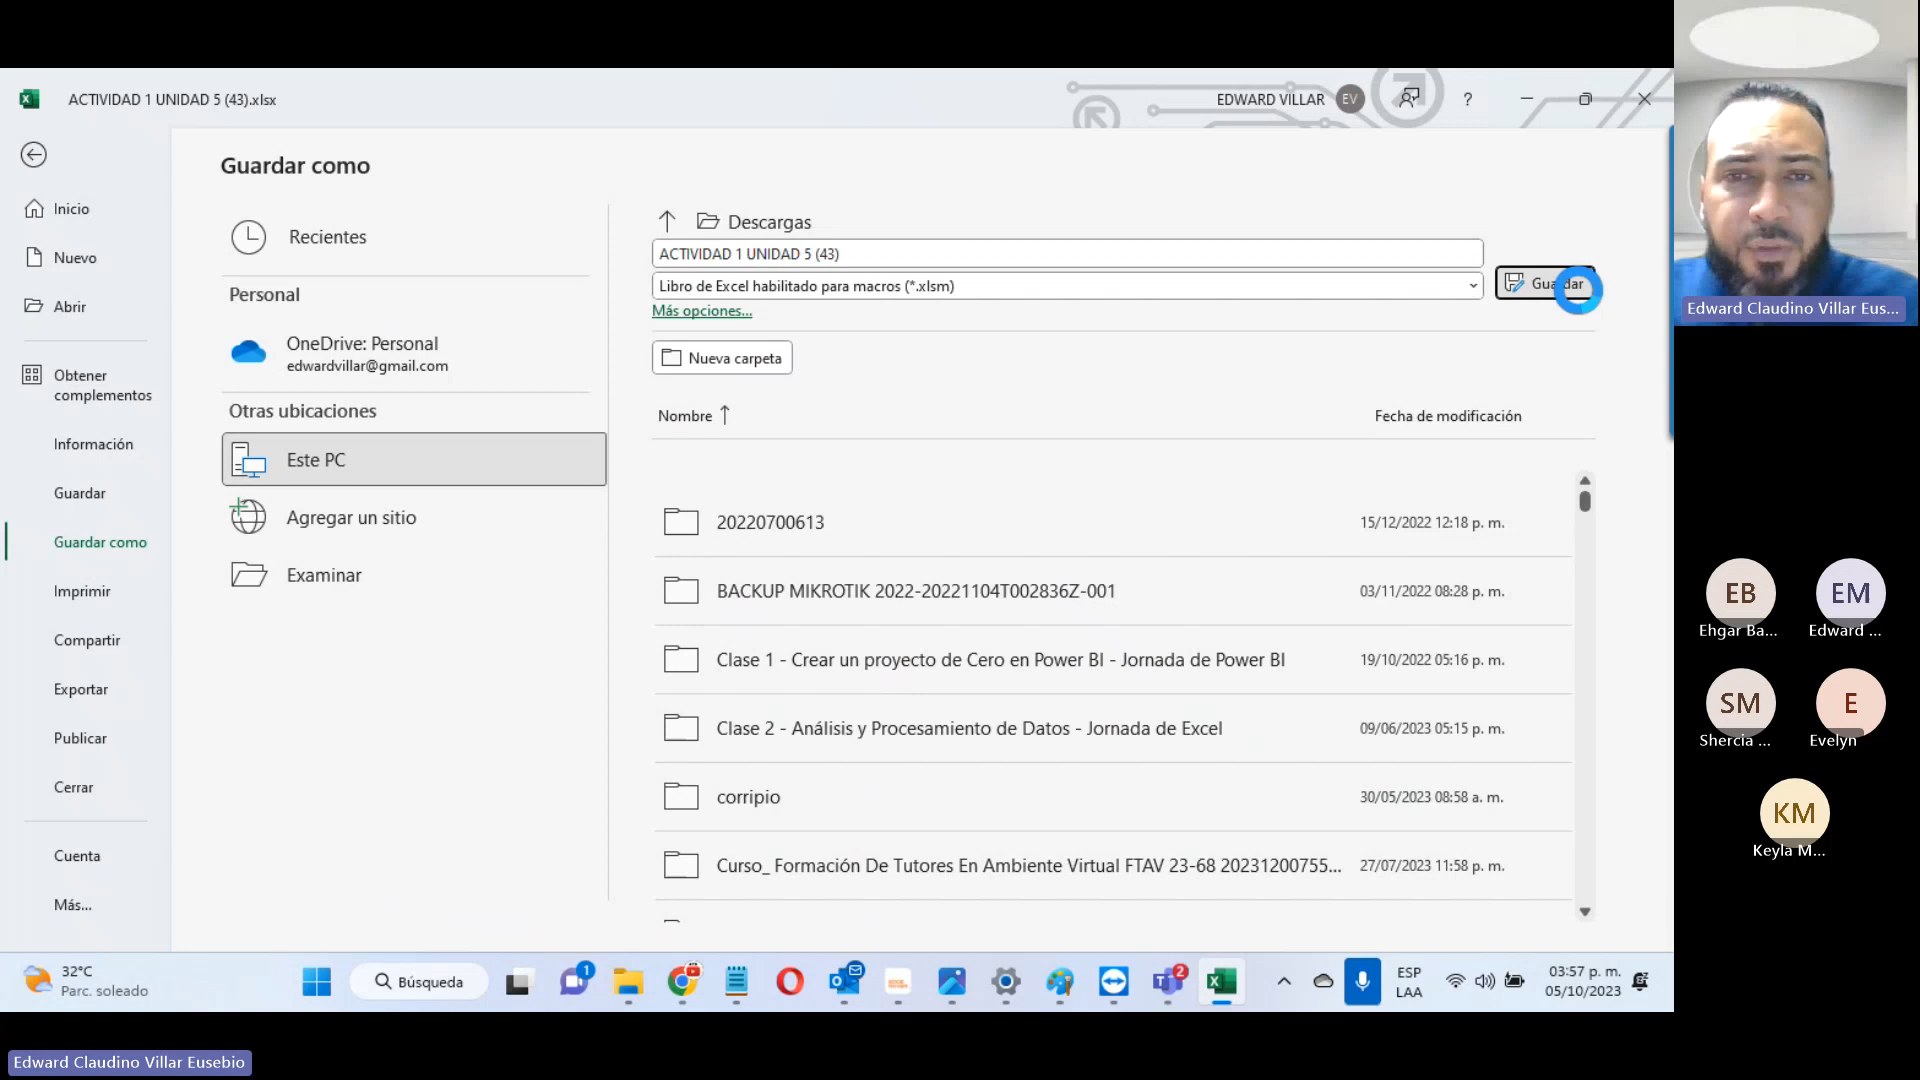 ACTIVIDAD 1 UNIDAD 5 (43).xlsx
EDWARD VILLAR
EV
?
Inicio
Nuevo
Abrir
Obtener
complementos
Información
Guardar
Guardar como
Imprimir
Compartir
Exportar
Publicar
Cerrar
Cuenta
Más...
Guardar como
Recientes
Personal
OneDrive: Personal
edwardvillar@gmail.com
Otras ubicaciones
Este PC
Agregar un sitio
Examinar
Descargas
ACTIVIDAD 1 UNIDAD 5 (43)
Libro de Excel habilitado para macros (*.xlsm)
Guardar
Más opciones...
Nueva carpeta
Nombre
Fecha de modificación
20220700613
15/12/2022 12:18 p. m.
BACKUP MIKROTIK 2022-20221104T002836Z-001
03/11/2022 08:28 p. m.
Clase 1 - Crear un proyecto de Cero en Power BI - Jornada de Power BI
19/10/2022 05:16 p. m.
Clase 2 - Análisis y Procesamiento de Datos - Jornada de Excel
09/06/2023 05:15 p. m.
corripio
30/05/2023 08:58 a. m.
Curso_ Formación De Tutores En Ambiente Virtual FTAV 23-68 20231200755...
27/07/2023 11:58 p. m.
32°C
Parc. soleado
Búsqueda
1
2
ESP
LAA
03:57 p. m.
05/10/2023
Edward Claudino Villar Eus...
EB
Ehgar Ba...
EM
Edward ...
SM
Shercia ...
E
Evelyn
KM
Keyla M...
Edward Claudino Villar Eusebio